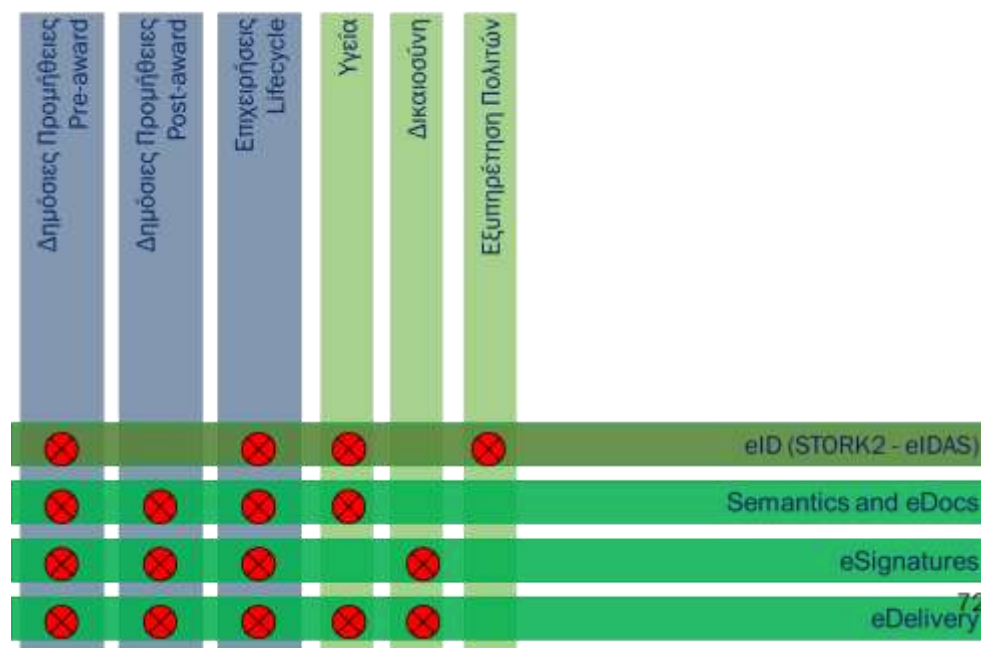 Δημόσιες Προμήθειες
Pre-award
Δημόσιες Προμήθειες
Post-award
Επιχειρήσεις
Lifecycle
Υγεία
Δικαιοσύνη
Εξυπηρέτηση Πολιτών
eID (STORK2 - eIDAS)
Semantics and eDocs
eSignatures
eDelivery
72